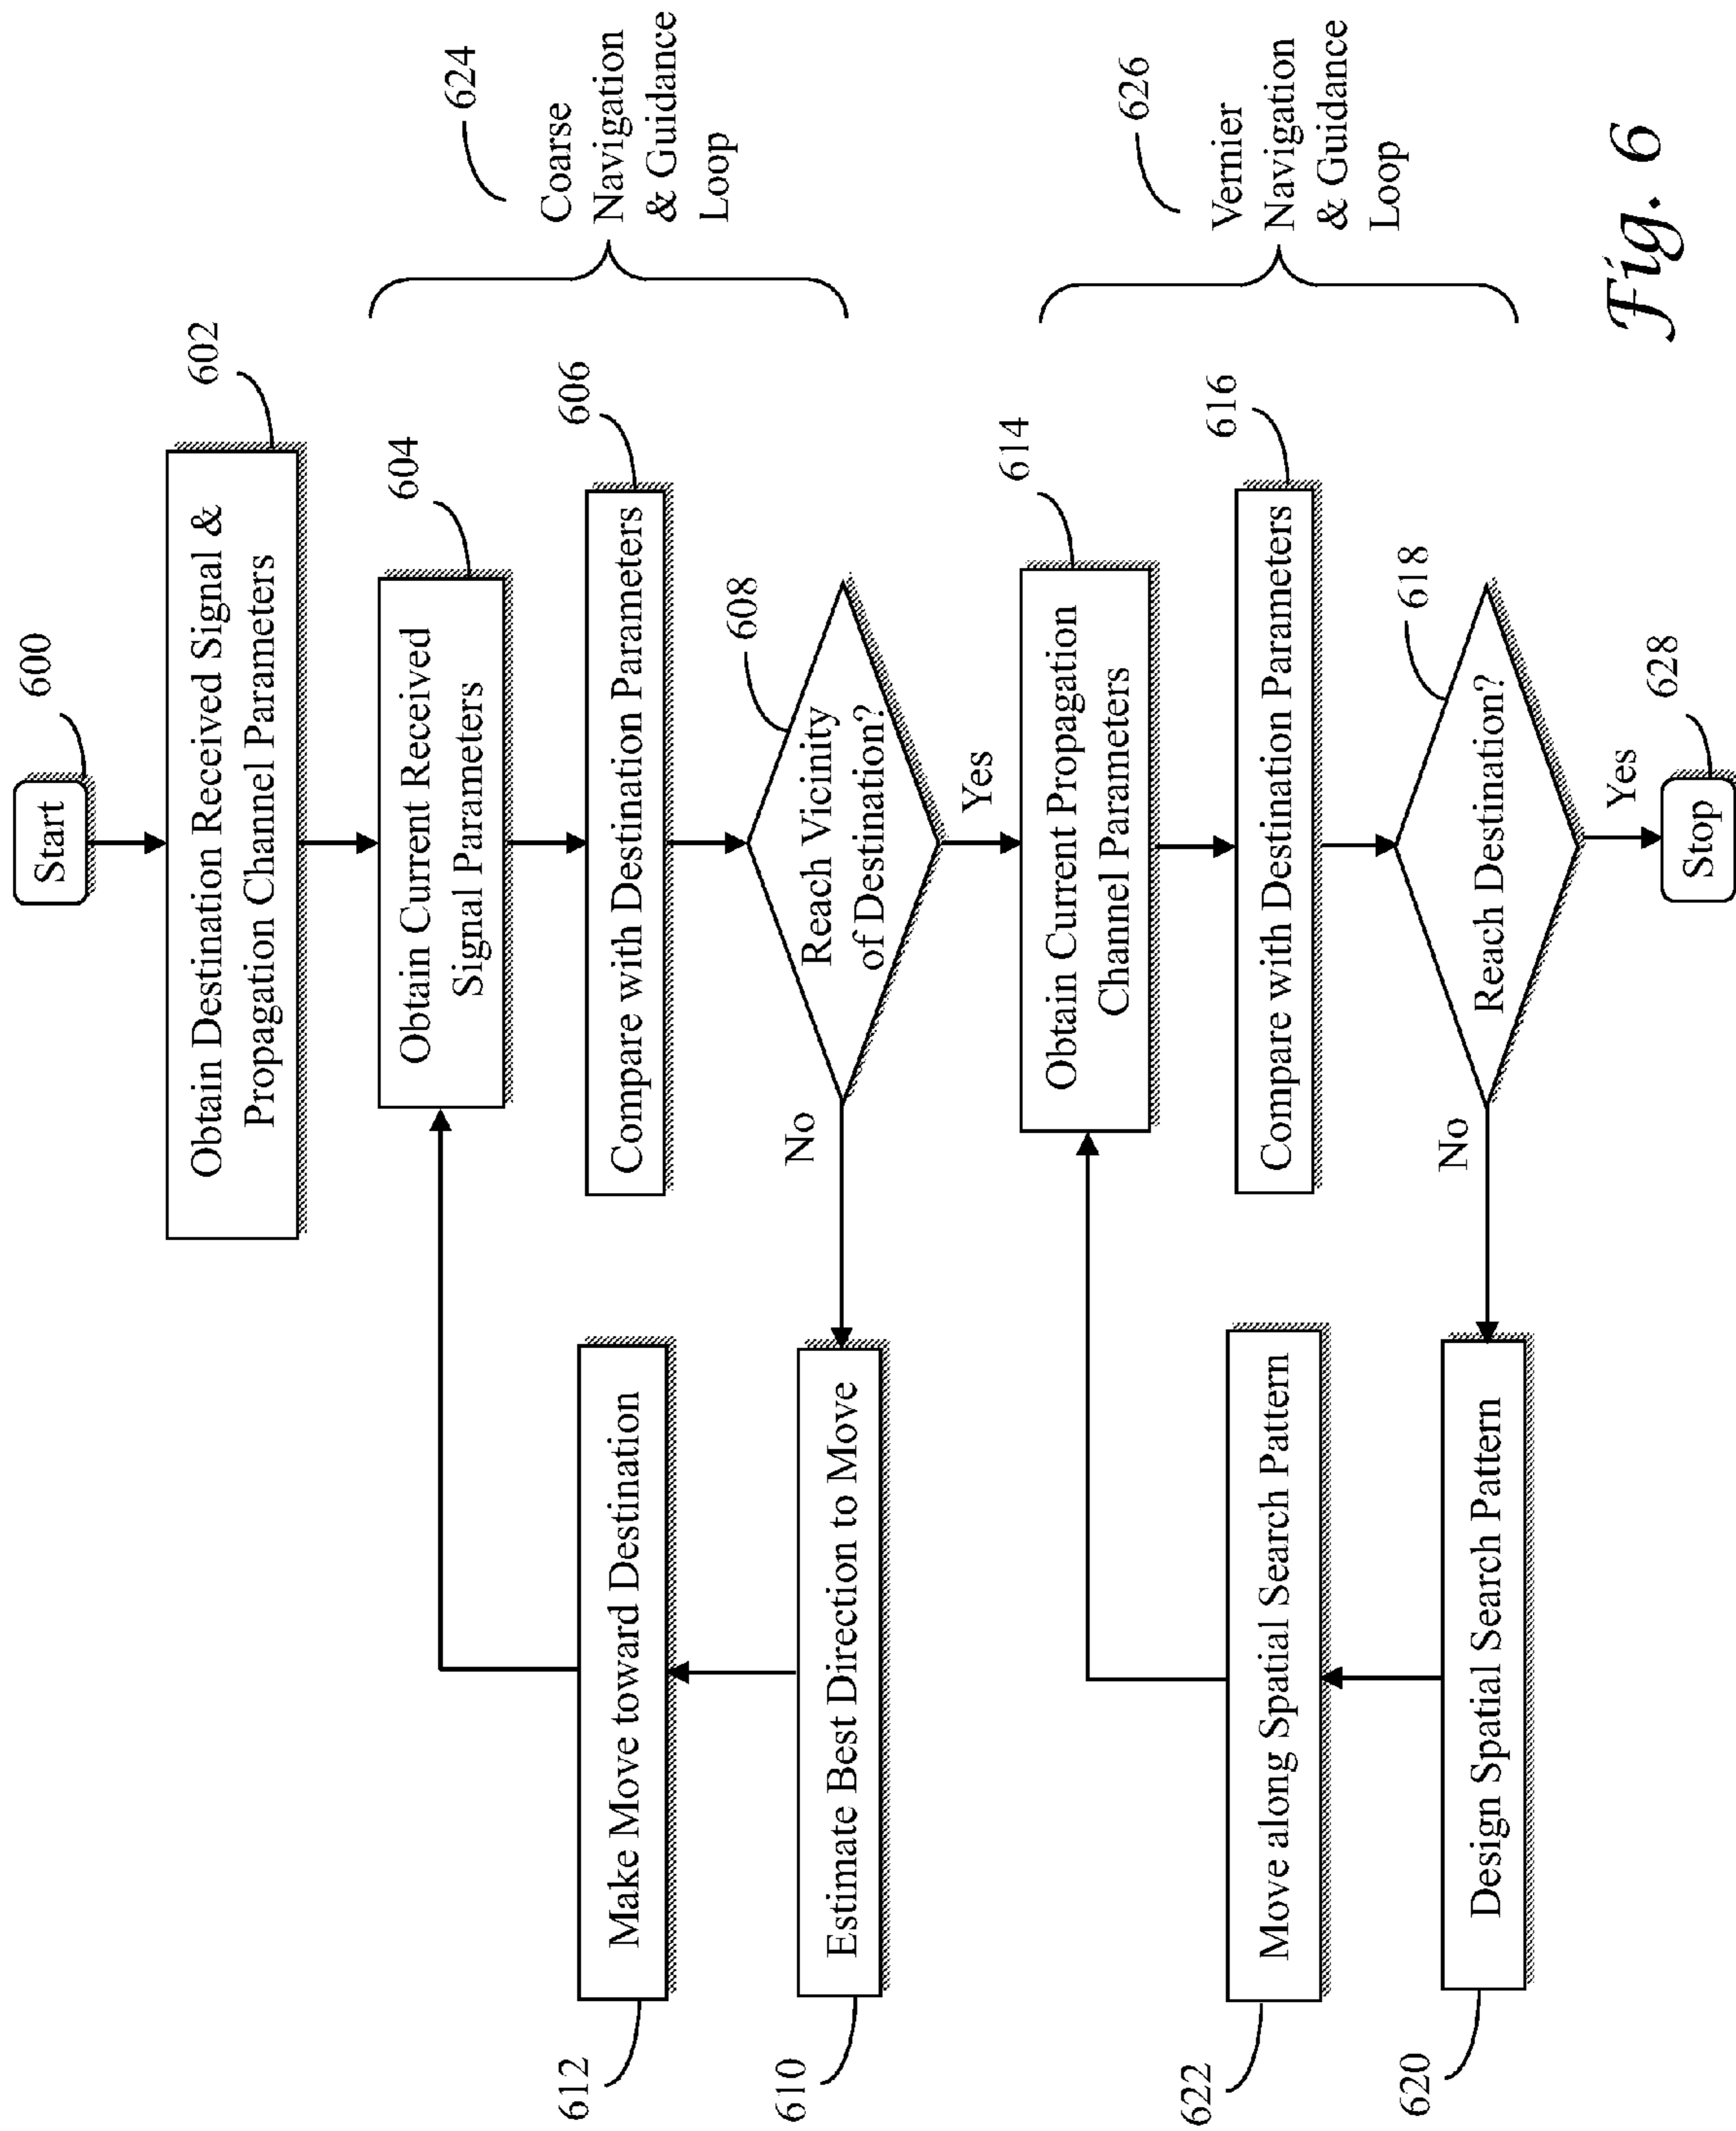 Start
600
Obtain Destination Received Signal &
Propagation Channel Parameters
602
Obtain Current Received
Signal Parameters
604
Compare with Destination Parameters
606
Reach Vicinity
of Destination?
608
No
Yes
Make Move toward Destination
612
Estimate Best Direction to Move
610
624
Coarse
Navigation
& Guidance
Loop
Obtain Current Propagation
Channel Parameters
614
Compare with Destination Parameters
616
Reach Destination?
618
No
Yes
Move along Spatial Search Pattern
622
Design Spatial Search Pattern
620
626
Vernier
Navigation
& Guidance
Loop
Stop
628
Fig. 6